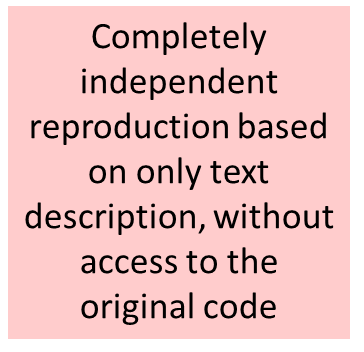 Completely
independent
reproduction based
on only text
description, without
access to the
original code